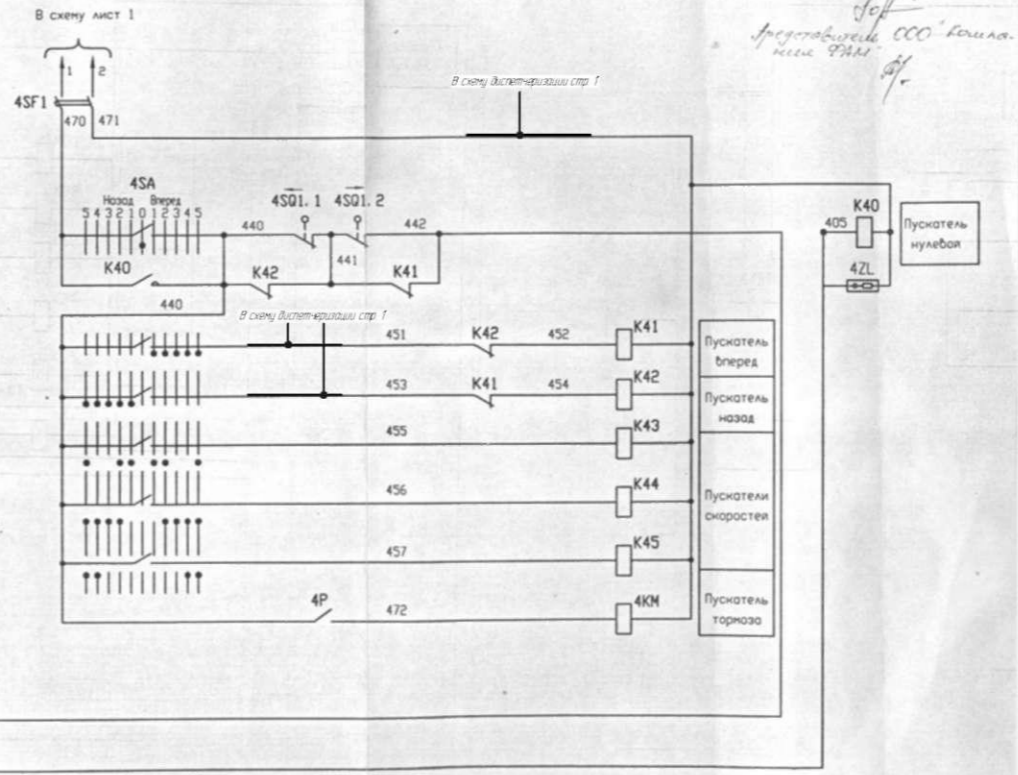 В схему лист 1
Представители ООО
ФАМ
В схему диспетчеризации стр 1
1 2
4SF1
470 471
4SA
Назад Вперед
5 4 3 2 1 0 1 2 3 4 5
4SQ1.1 4SQ1.2
440
442
441
K40
K42
K41
440
405
K40
4ZL
Пускатель
нулевой
В схему диспетчеризации стр 1
451
K42
452
K41
Пускатель
вперед
453
K41
454
K42
Пускатель
назад
455
K43
456
K44
Пускатели
скоростей
457
K45
4P
472
4KM
Пускатель
тормоза